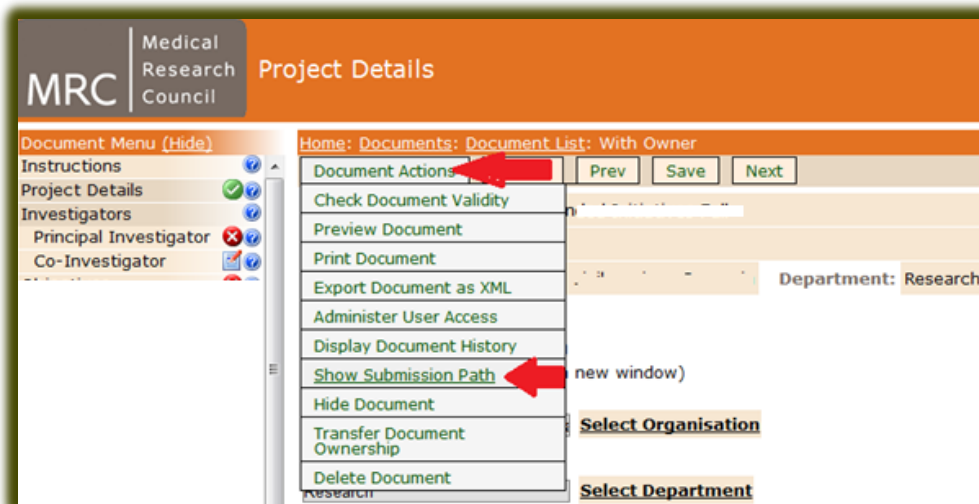 Medical
Research
Council
MRC
Project Details
Document Menu (Hide)
Home: Documents: Document List: With Owner
Instructions
Document Actions
Prev
Save
Next
Project Details
Check Document Validity
Investigators
Preview Document
Principal Investigator
Print Document
Co-Investigator
Export Document as XML
Department: Research
Administer User Access
Display Document History
Show Submission Path
new window)
Hide Document
Select Organisation
Transfer Document
Ownership
Delete Document
Research
Select Department